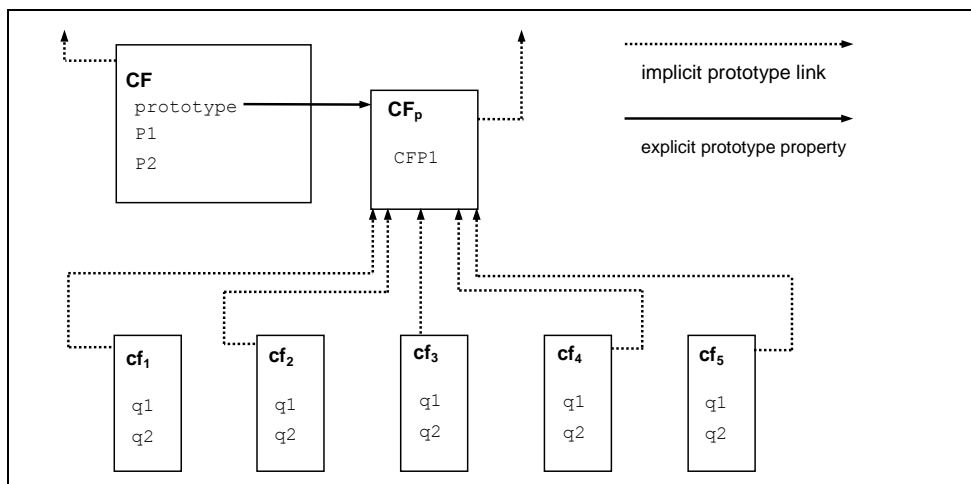 CF
prototype
P1
P2
CFp
CFP1
implicit prototype link
explicit prototype property
cf1
q1
q2
cf2
q1
q2
cf3
q1
q2
cf4
q1
q2
cf5
q1
q2